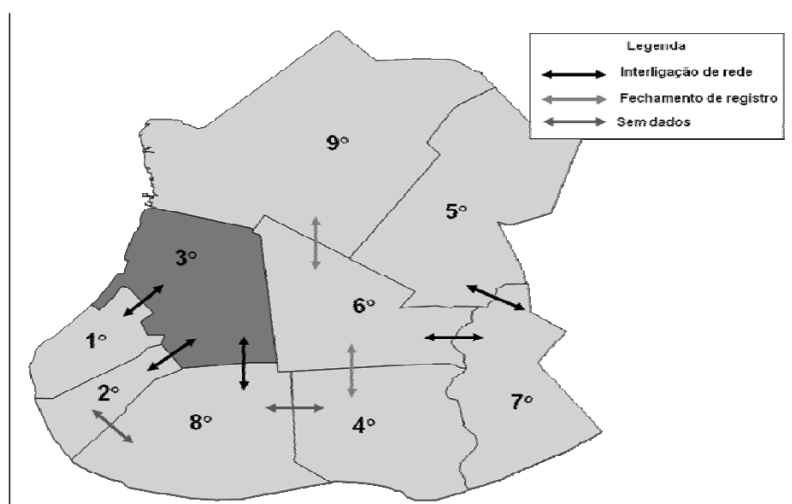 Legenda
Interligação de rede
Fechamento de registro
Sem dados
9°
5°
3°
6°
1°
2°
8°
4°
7°